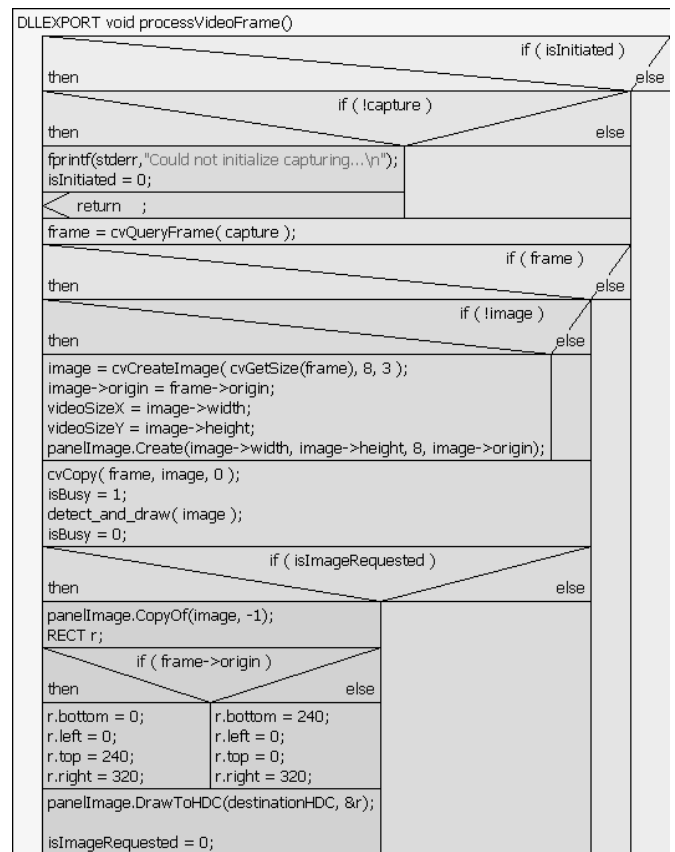 DLLEXPORT void processVideoFrame()
if ( isInitiated )
then
else
if ( !capture )
then
else
fprintf(stderr,"Could not initialize capturing...\n");
isInitiated = 0;
return ;
frame = cvQueryFrame( capture );
if ( frame )
then
else
if ( !image )
then
else
image = cvCreateImage( cvGetSize(frame), 8, 3 );
image->origin = frame->origin;
videoSizeX = image->width;
videoSizeY = image->height;
panelImage.Create(image->width, image->height, 8, image->origin);
cvCopy( frame, image, 0 );
isBusy = 1;
detect_and_draw( image );
isBusy = 0;
if ( isImageRequested )
then
else
panelImage.CopyOf(image, -1);
RECT r;
if ( frame->origin )
then
else
r.bottom = 0;
r.left = 0;
r.top = 240;
r.right = 320;
r.bottom = 240;
r.left = 0;
r.top = 0;
r.right = 320;
panelImage.DrawToHDC(destinationHDC, &r);
isImageRequested = 0;